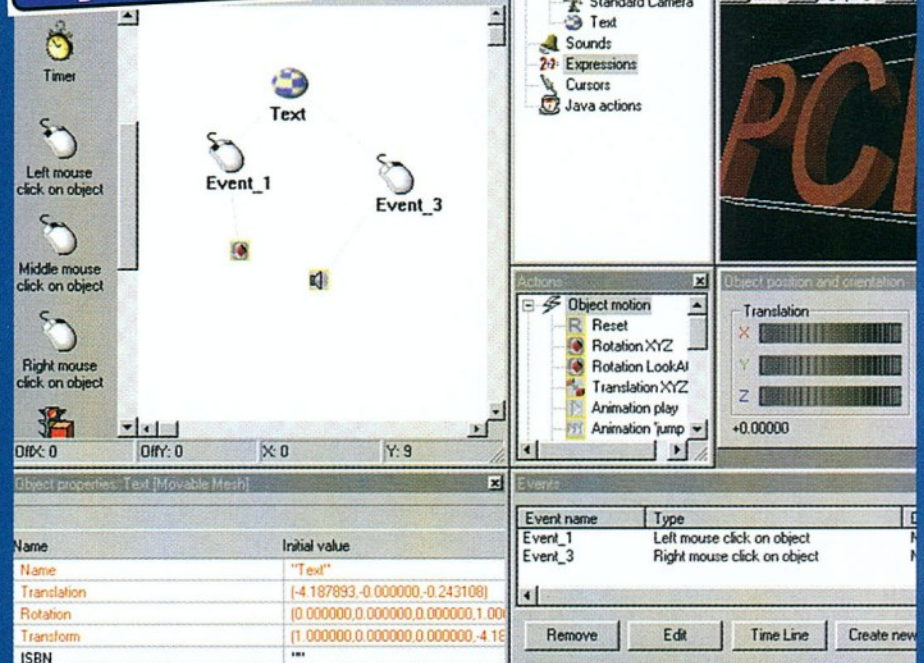 Timer
Left mouse
click on object
Middle mouse
click on object
Right mouse
click on object
Text
Event_1
Event_3
OffX: 0
OffY: 0
X: 0
Y: 9
Standard Camera
Text
Sounds
Expressions
Cursors
Java actions
PC
Actions
Object motion
Reset
Rotation XYZ
Rotation LookA
Translation XYZ
Animation play
Animation 'jump
Object position and orientation
Translation
X
Y
Z
+0.00000
Object properties: Text [Movable Mesh]
Name Initial value
Name "Text"
Translation (-4.187893,-0.000000,-0.243108)
Rotation (0.000000,0.000000,0.000000,1.00
Transform (1.000000,0.000000,0.000000,-4.18
ISBN ""
Events
Event name Type
Event_1 Left mouse click on object
Event_3 Right mouse click on object
Remove Edit Time Line Create new